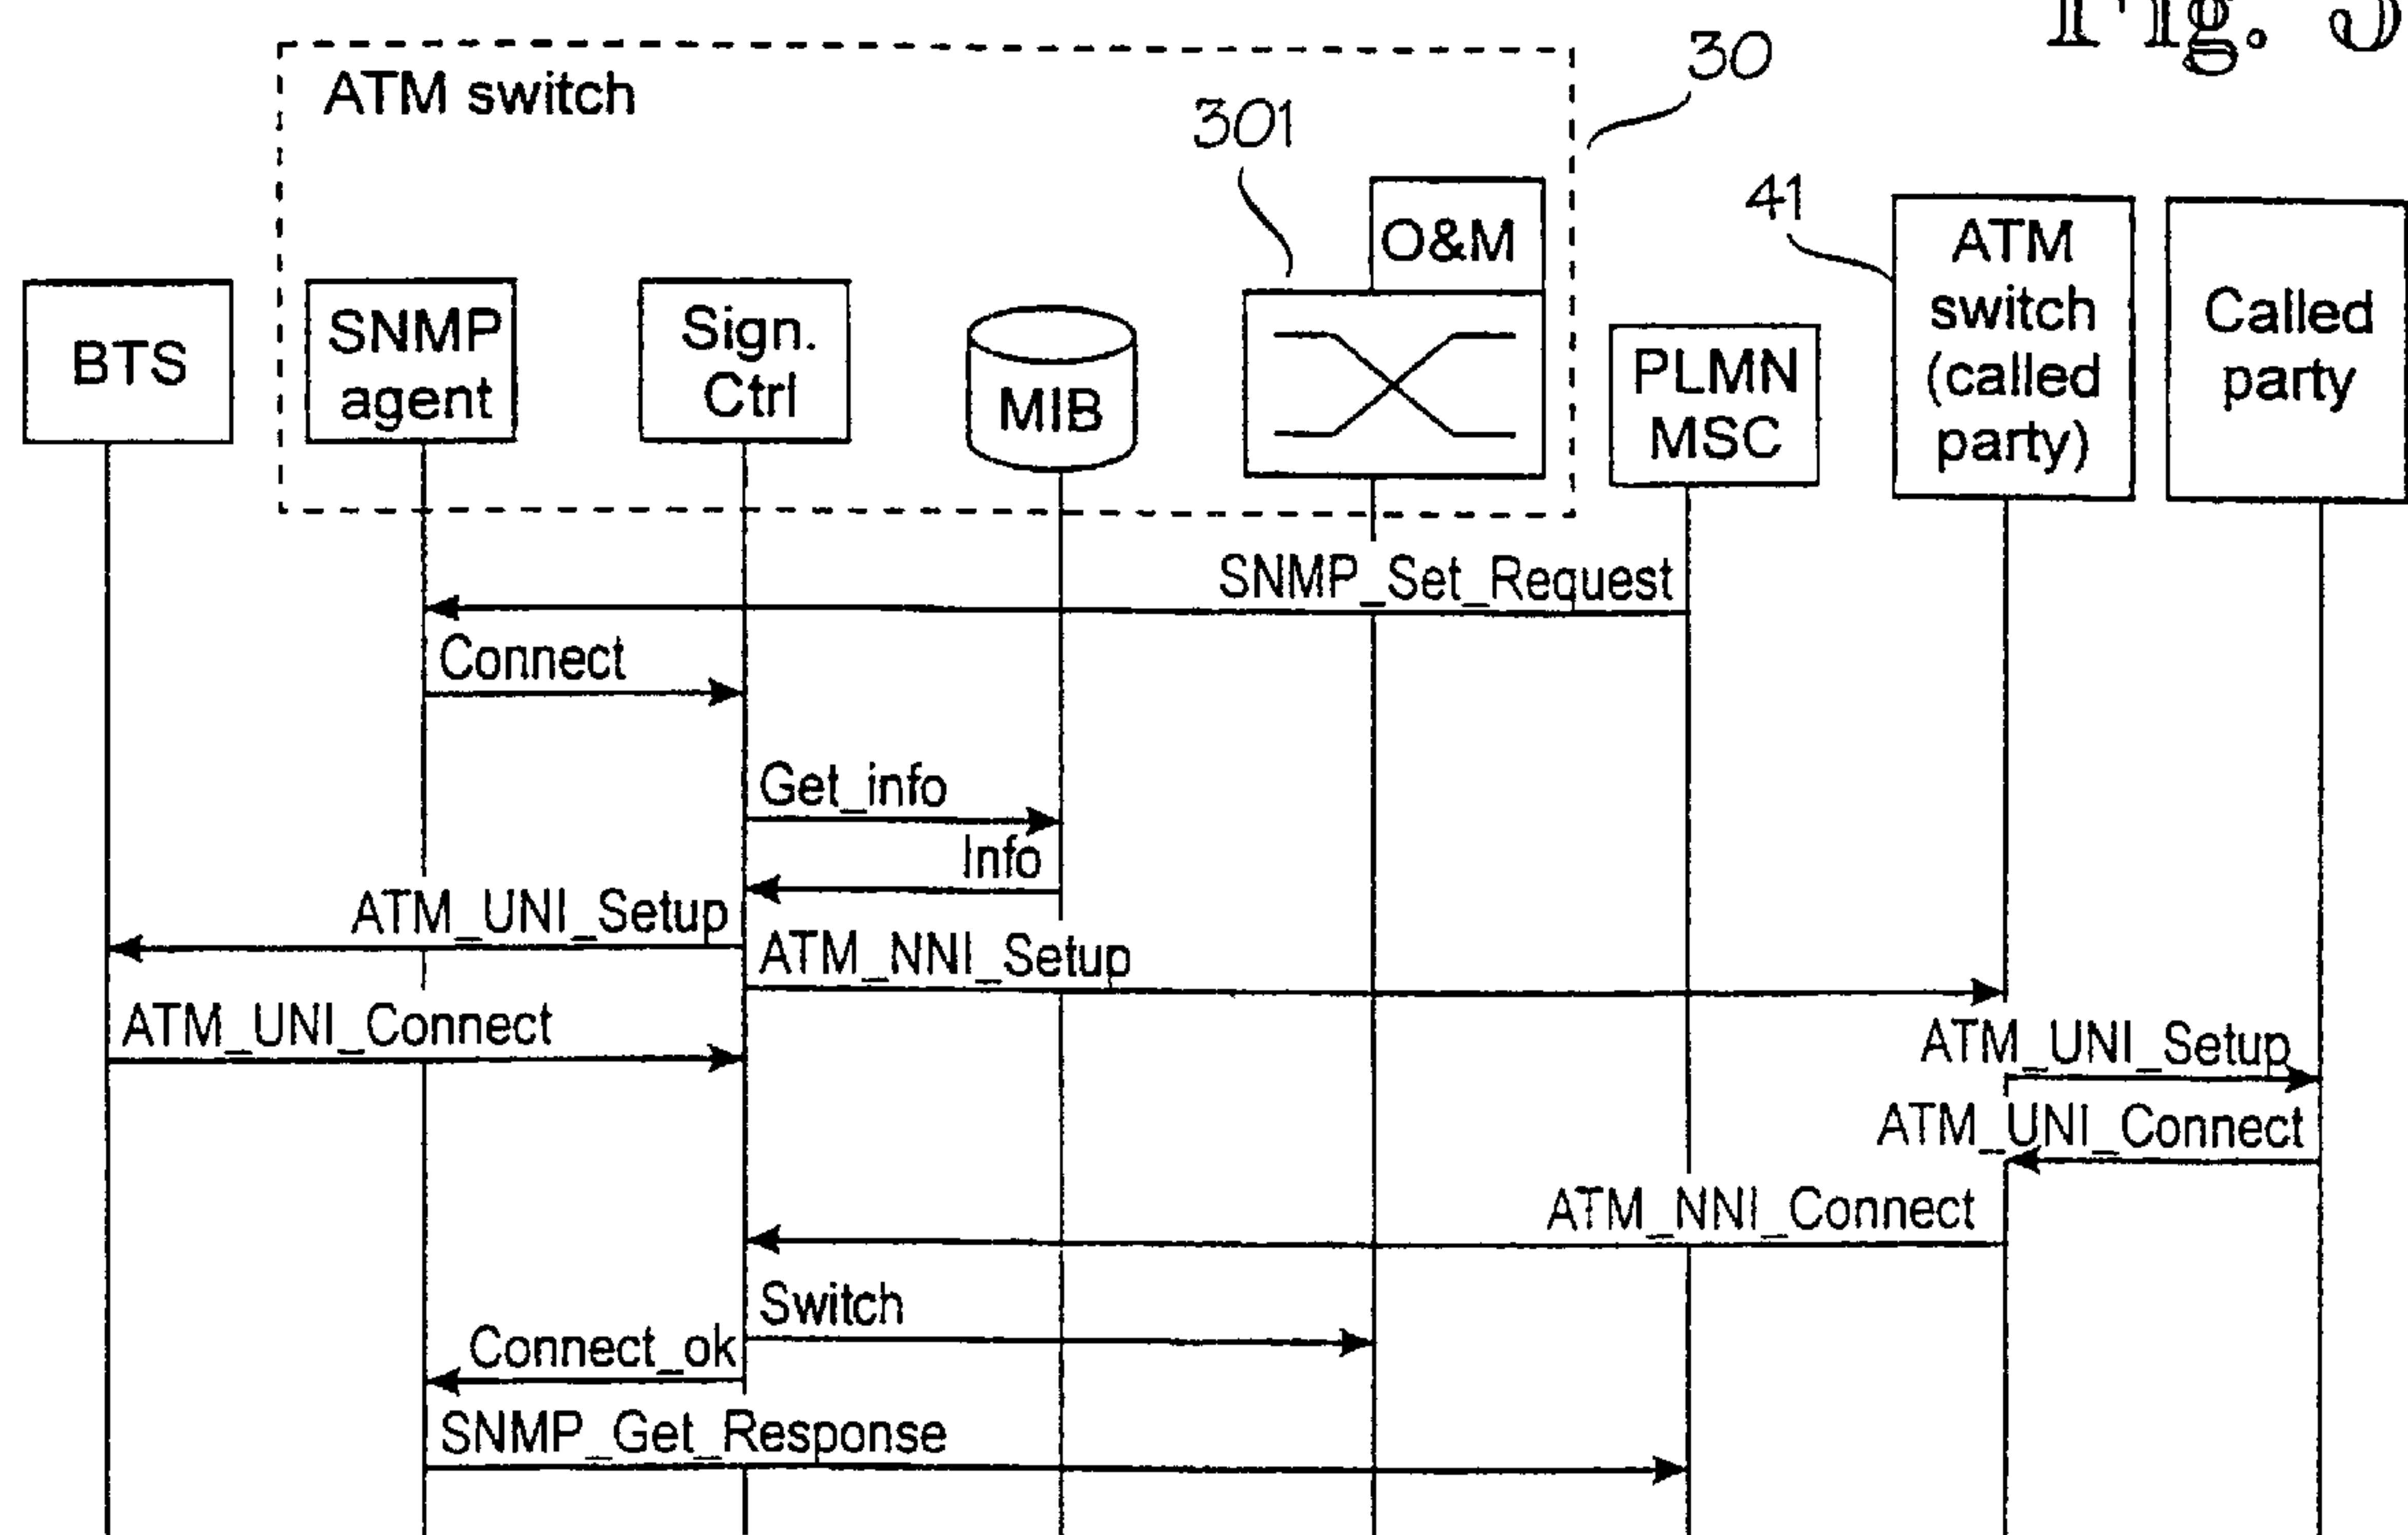 Fig.
ATM switch
30
301
41
O&M
BTS
SNMP
agent
Sign.
Ctrl
MIB
PLMN
MSC
ATM
switch
(called
party)
Called
party
SNMP_Set_Request
Connect
Get_info
Info
ATM_UNI_Setup
ATM_NNI_Setup
ATM_UNI_Connect
ATM_UNI_Setup
ATM_UNI_Connect
ATM_NNI_Connect
Switch
Connect_ok
SNMP_Get_Response